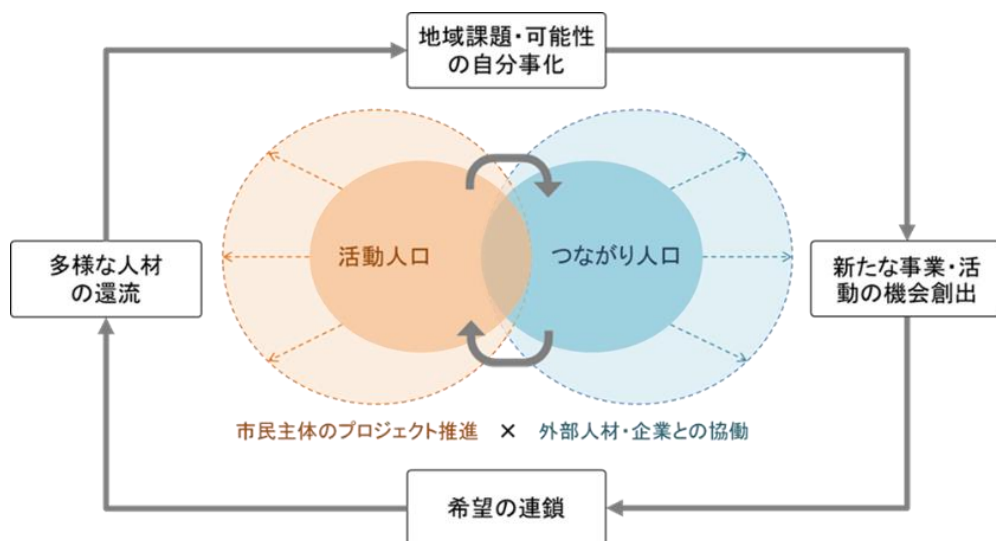 地域課題・可能性
の自分事化
活動人口
つながり人口
多様な人材
の還流
新たな事業・活
動の機会創出
市民主体のプロジェクト推進 × 外部人材・企業との協働
希望の連鎖